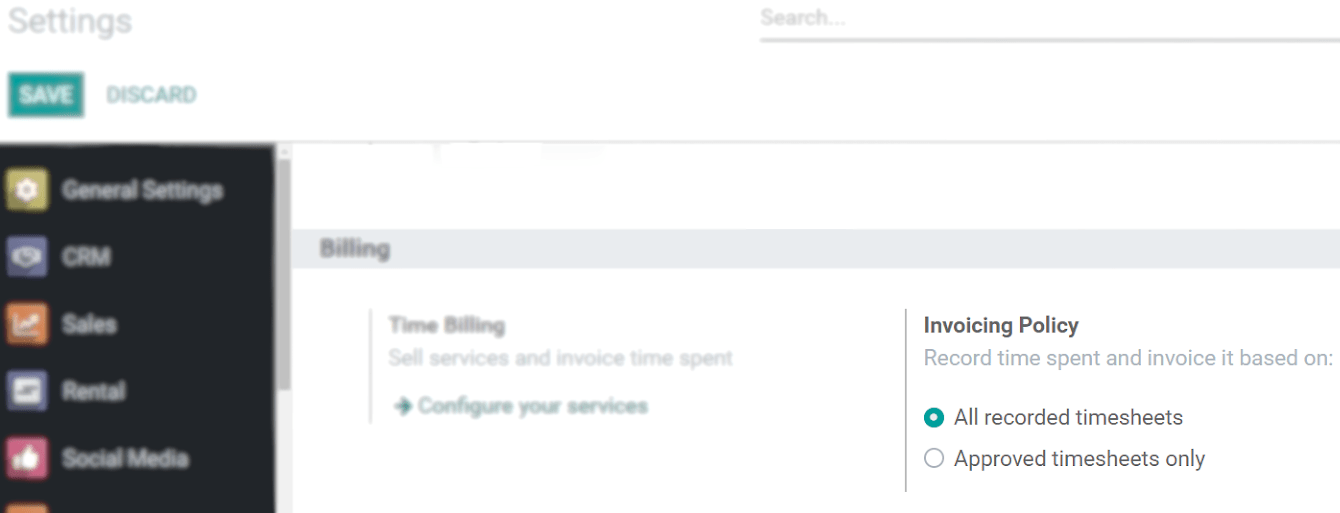 Settings
Search...
SAVE DISCARD
General Settings
CRM
Sales
Rental
Social Media
Billing
Time Billing
Sell services and invoice time spent
Configure your services
Invoicing Policy
Record time spent and invoice it based on:
All recorded timesheets
Approved timesheets only